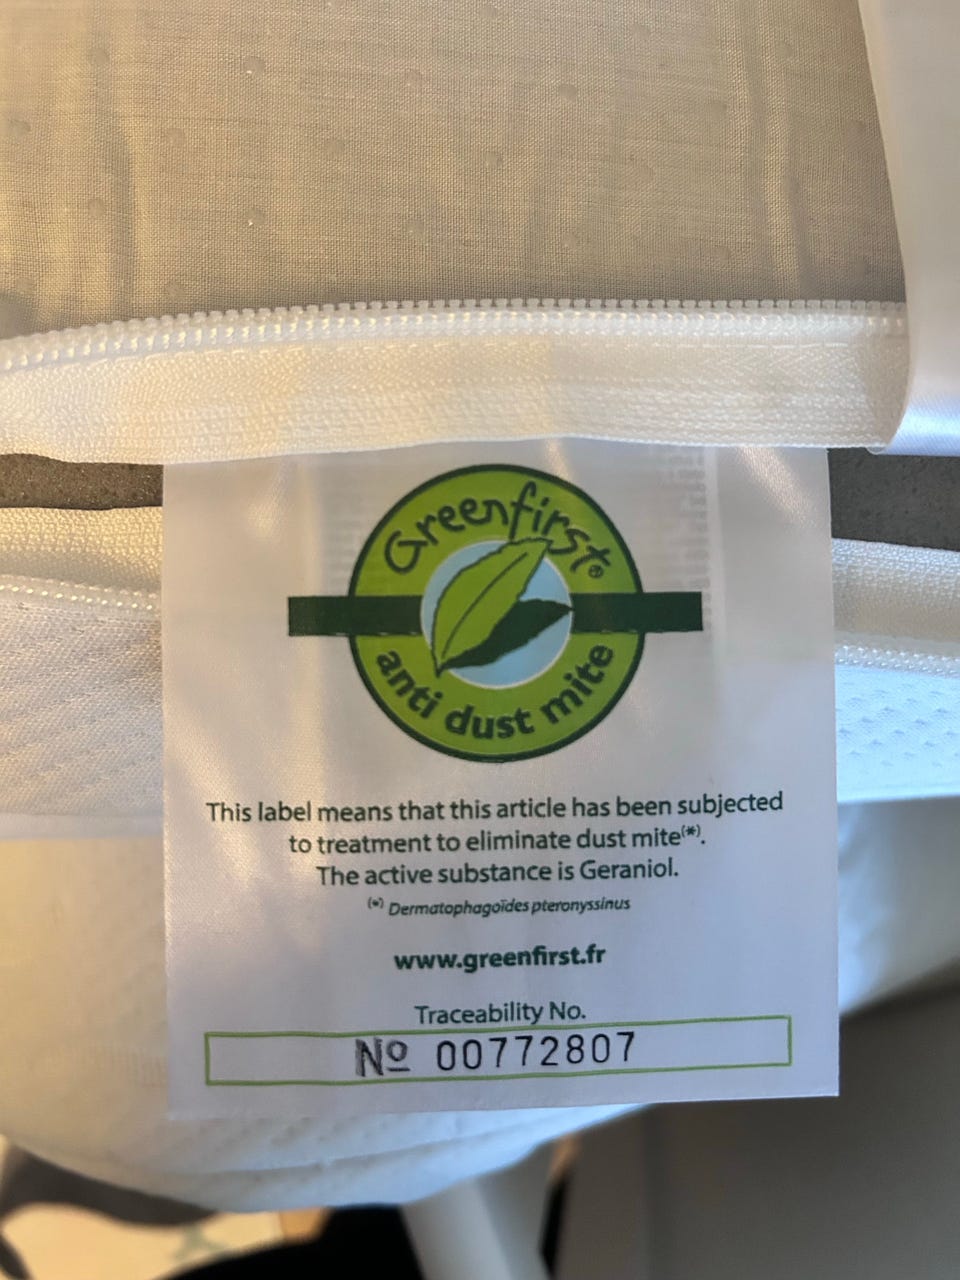 Greenfirst®
anti dust mite
This label means that this article has been subjected
to treatment to eliminate dust mite(*).
The active substance is Geraniol.
(*) Dermatophagoïdes pteronyssinus
www.greenfirst.fr
Traceability No.
Nº 00772807